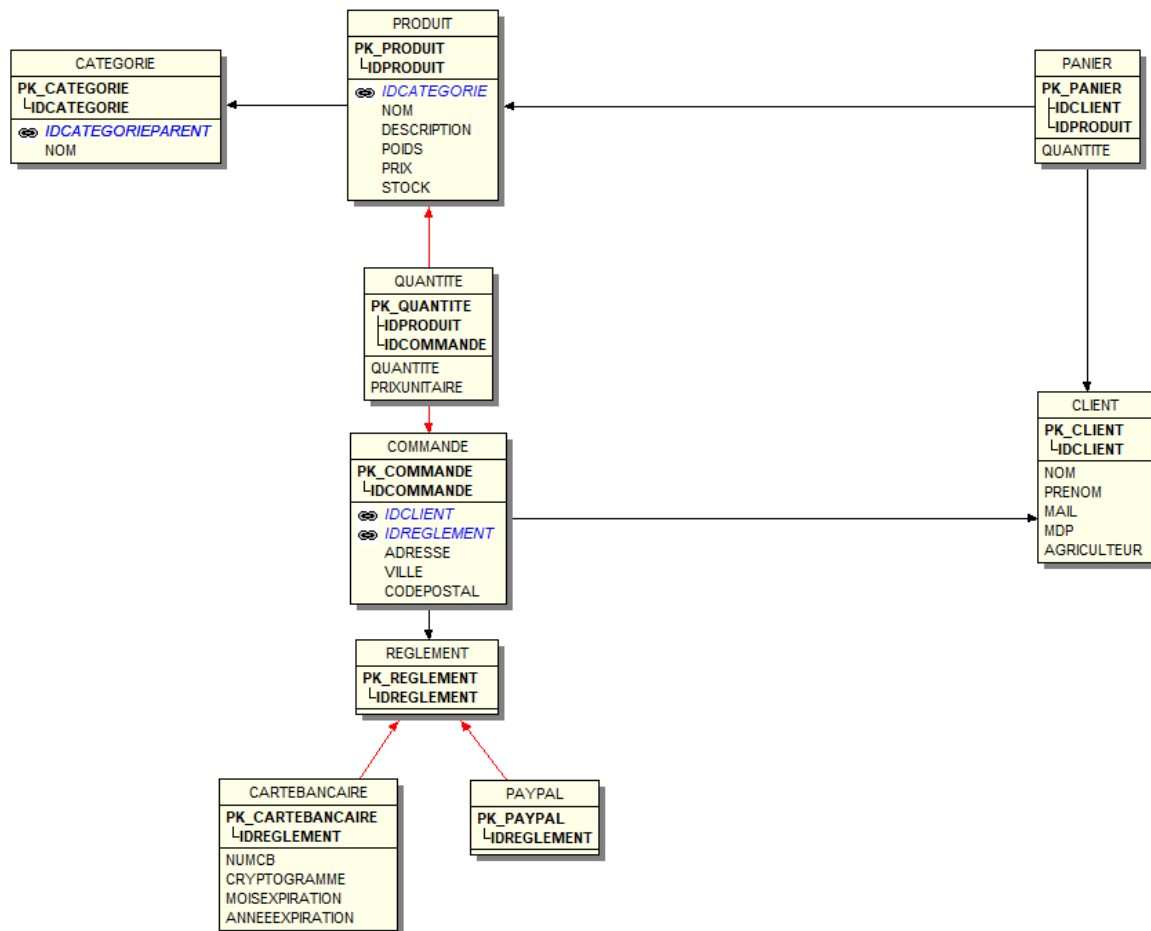 CATEGORIE
PK_CATEGORIE
IDCATEGORIE
IDCATEGORIEPARENT
NOM
PRODUIT
PK_PRODUIT
IDPRODUIT
IDCATEGORIE
NOM
DESCRIPTION
POIDS
PRIX
STOCK
PANIER
PK_PANIER
IDCLIENT
IDPRODUIT
QUANTITE
QUANTITE
PK_QUANTITE
IDPRODUIT
IDCOMMANDE
QUANTITE
PRIXUNITAIRE
CLIENT
PK_CLIENT
IDCLIENT
NOM
PRENOM
MAIL
MDP
AGRICULTEUR
COMMANDE
PK_COMMANDE
IDCOMMANDE
IDCLIENT
IDREGLEMENT
ADRESSE
VILLE
CODEPOSTAL
REGLEMENT
PK_REGLEMENT
IDREGLEMENT
CARTEBANCAIRE
PK_CARTEBANCAIRE
IDREGLEMENT
NUMCB
CRYPTOGRAMME
MOISEXPIRATION
ANNEEEXPIRATION
PAYPAL
PK_PAYPAL
IDREGLEMENT